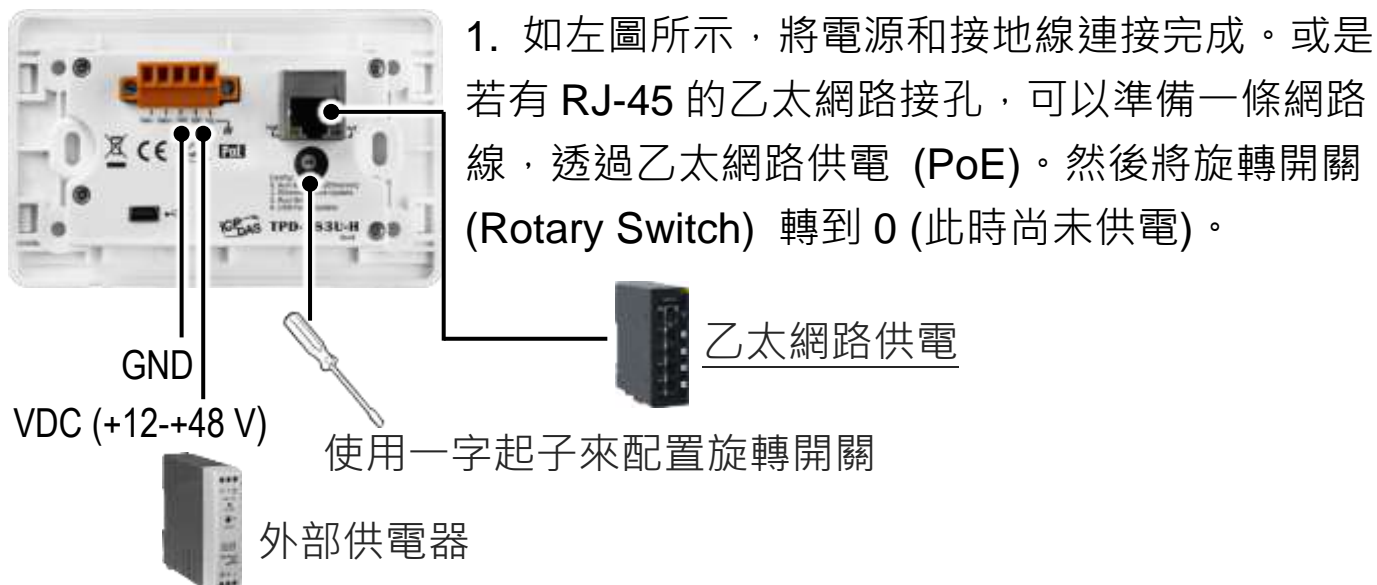 1. 如左圖所示，將電源和接地線連接完成。或是
若有 RJ-45 的乙太網路接孔，可以準備一條網路
線，透過乙太網路供電 (PoE)。然後將旋轉開關
(Rotary Switch) 轉到 0 (此時尚未供電)。
CE
PoE
ICP DAS
乙太網路供電
GND
VDC (+12-+48 V)
使用一字起子來配置旋轉開關
外部供電器